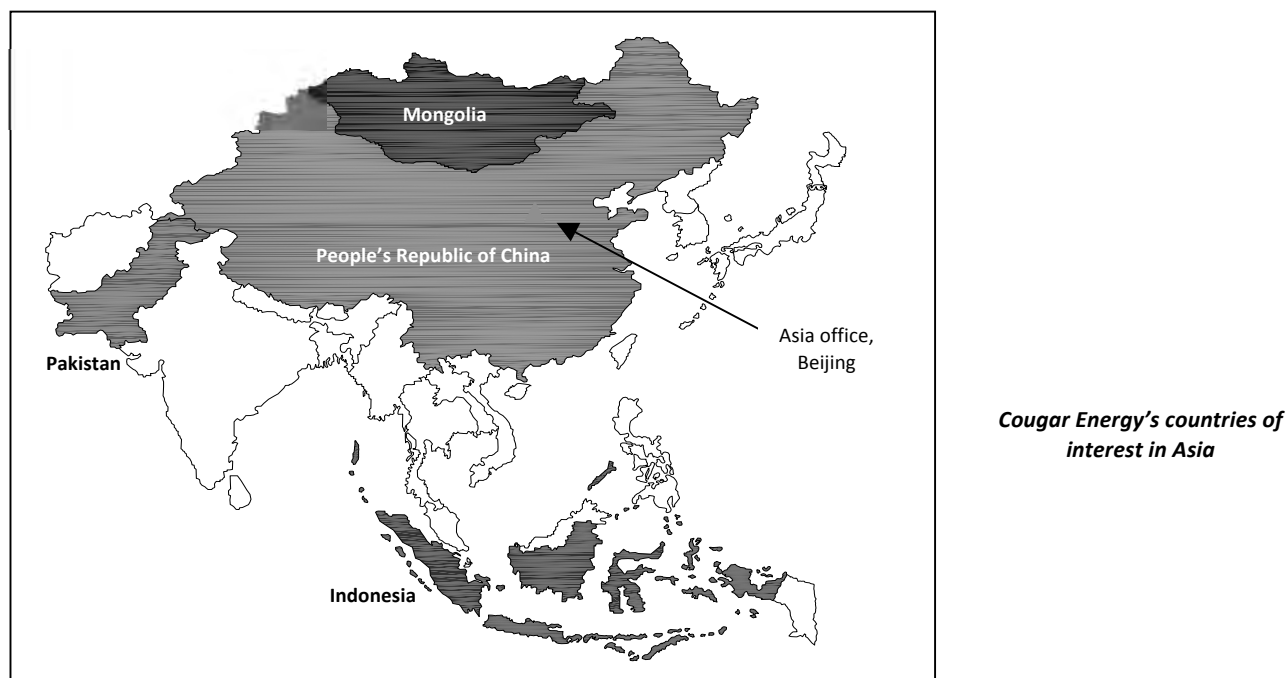 Mongolia
People’s Republic of China
Asia office,
Beijing
Pakistan
Cougar Energy’s countries of
interest in Asia
Indonesia